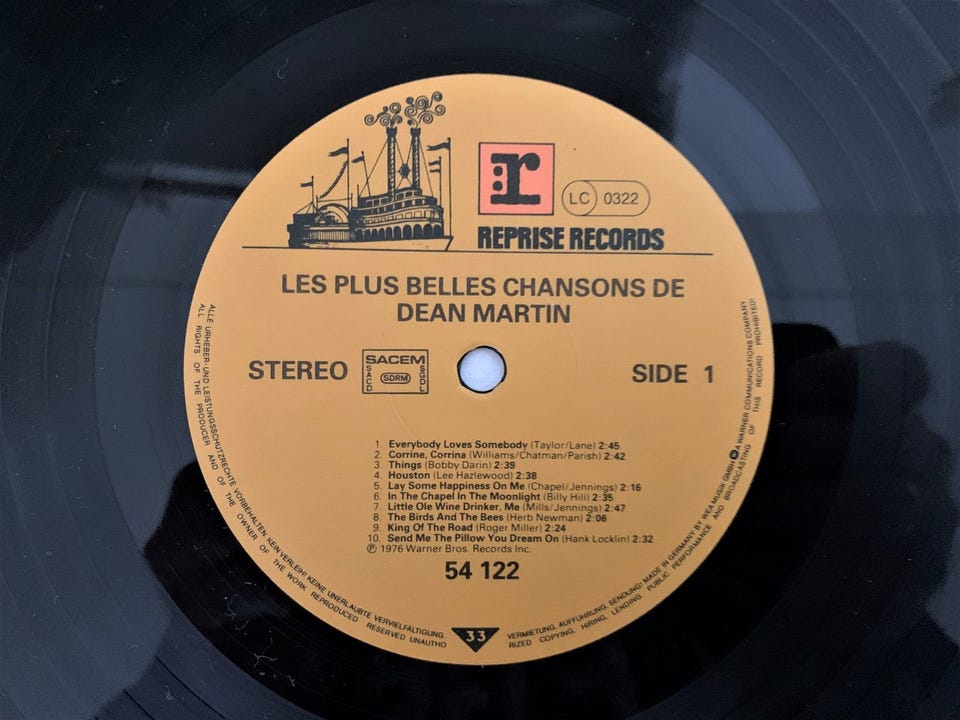 r
LC 0322
REPRISE RECORDS
LES PLUS BELLES CHANSONS DE
DEAN MARTIN
STEREO
SACEM
SACD
SDRM
SGDL
SIDE 1
1. Everybody Loves Somebody (Taylor/Lane) 2:45
2. Corrine, Corrina (Williams/Chatman/Parish) 2:42
3. Things (Bobby Darin) 2:39
4. Houston (Lee Hazlewood) 2:38
5. Lay Some Happiness On Me (Chapel/Jennings) 2:16
6. In The Chapel In The Moonlight (Billy Hill) 2:35
7. Little Ole Wine Drinker, Me (Mills/Jennings) 2:47
8. The Birds And The Bees (Herb Newman) 2:06
9. King Of The Road (Roger Miller) 2:24
10. Send Me The Pillow You Dream On (Hank Locklin) 2:32
℗ 1976 Warner Bros. Records Inc.
54 122
33
ALLE URHEBER- UND LEISTUNGSSCHUTZRECHTE VORBEHALTEN. KEIN VERLEIH! KEINE UNERLAUBTE VERVIELFÄLTIGUNG
VERMIETUNG, AUFFÜHRUNG, SENDUNG! MADE IN GERMANY BY WEA MUSIK GMBH A WARNER COMMUNICATIONS COMPANY
ALL RIGHTS OF THE PRODUCER AND OF THE OWNER OF THE WORK REPRODUCED RESERVED UNAUTHO
RIZED COPYING, HIRING, LENDING PUBLIC PERFORMANCE AND BROADCASTING OF THIS RECORD PROHIBITED!